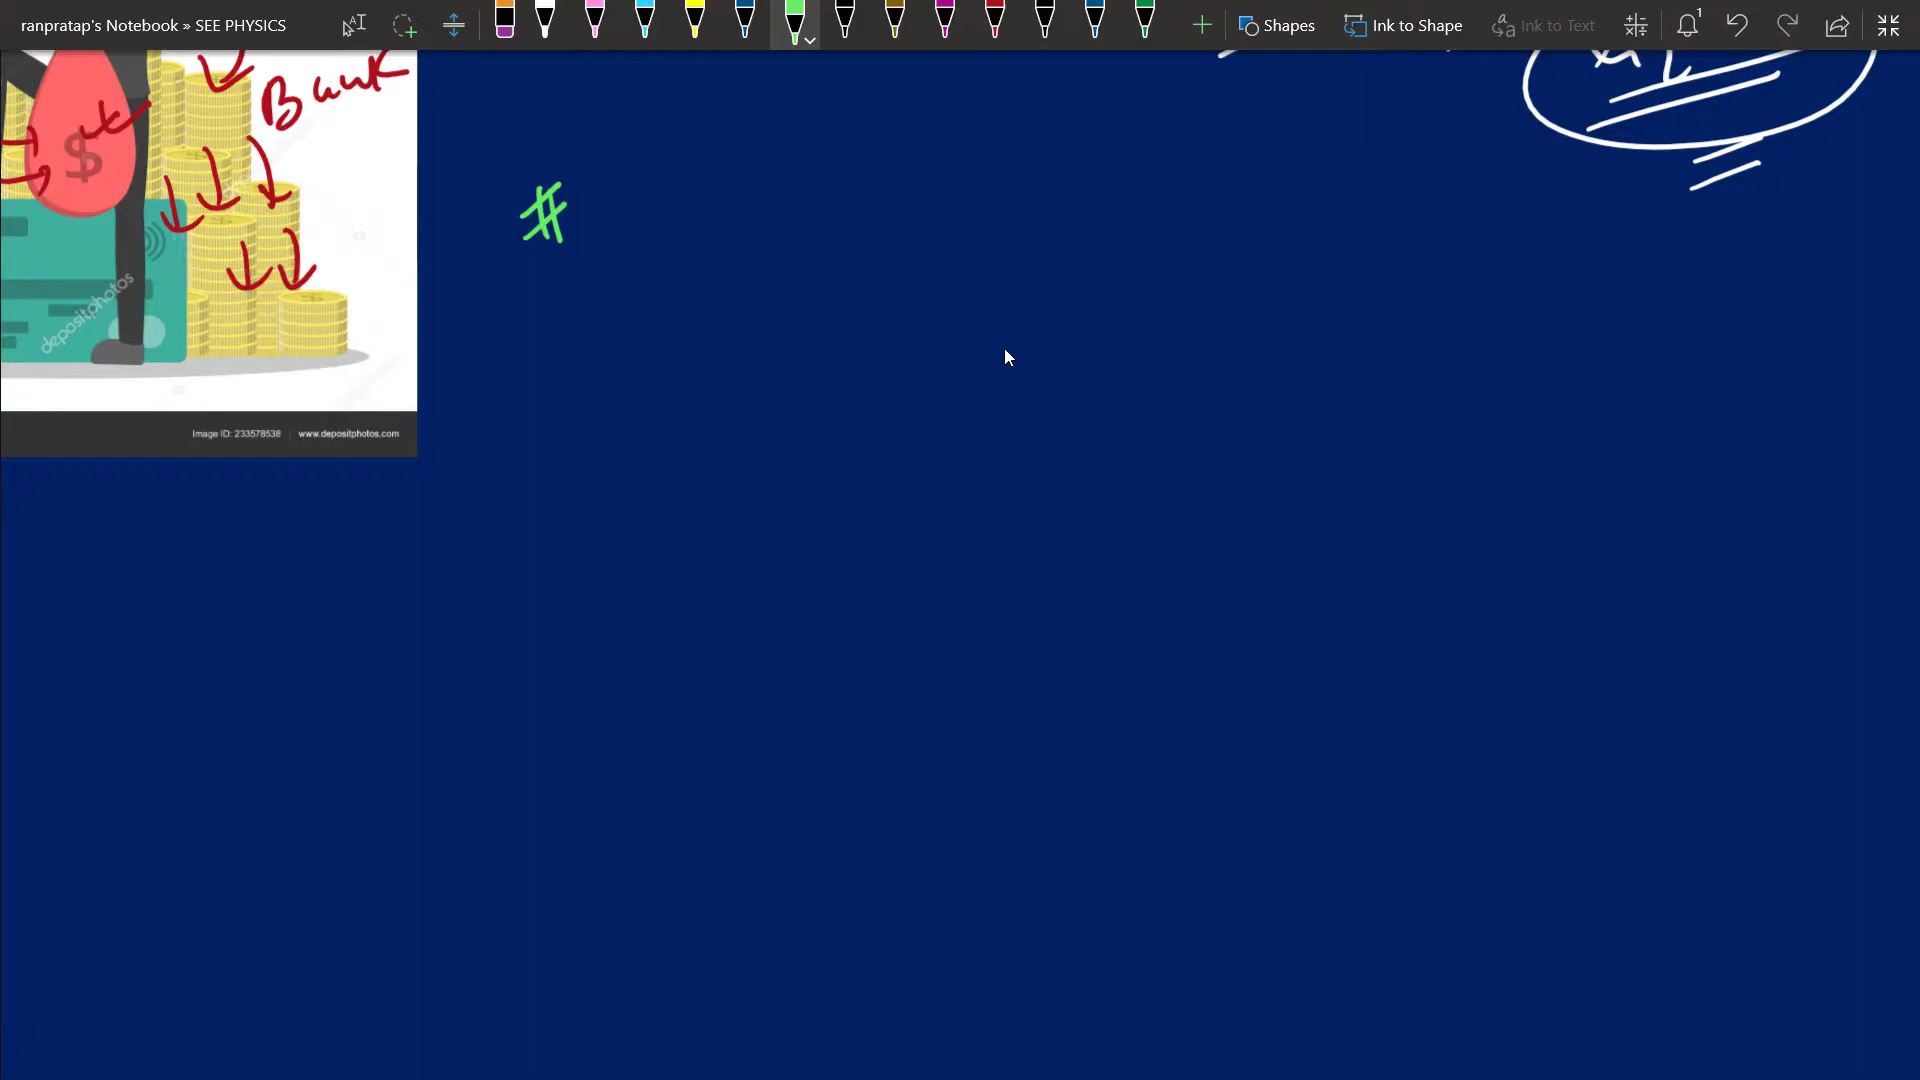 ranpratap's Notebook » SEE PHYSICS
Shapes
Ink to Shape
Ink to Text
1
Bank
$
#
depositphotos
Image ID: 233578538 | www.depositphotos.com